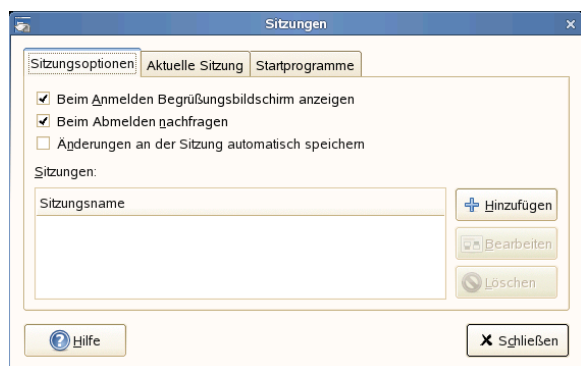 Sitzungen
Sitzungsoptionen Aktuelle Sitzung Startprogramme
Beim Anmelden Begrüßungsbildschirm anzeigen
Beim Abmelden nachfragen
Änderungen an der Sitzung automatisch speichern
Sitzungen:
Sitzungsname
Hinzufügen
Bearbeiten
Löschen
Hilfe Schließen